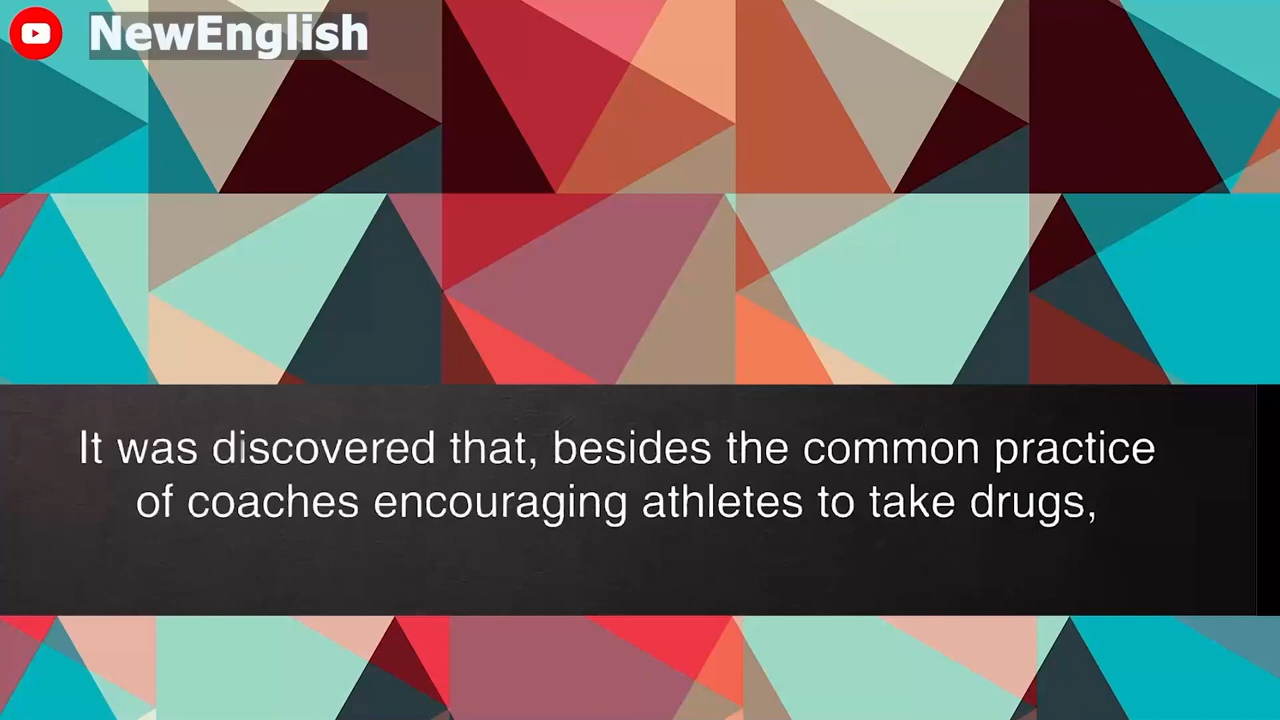 NewEnglish
It was discovered that, besides the common practice
of coaches encouraging athletes to take drugs,